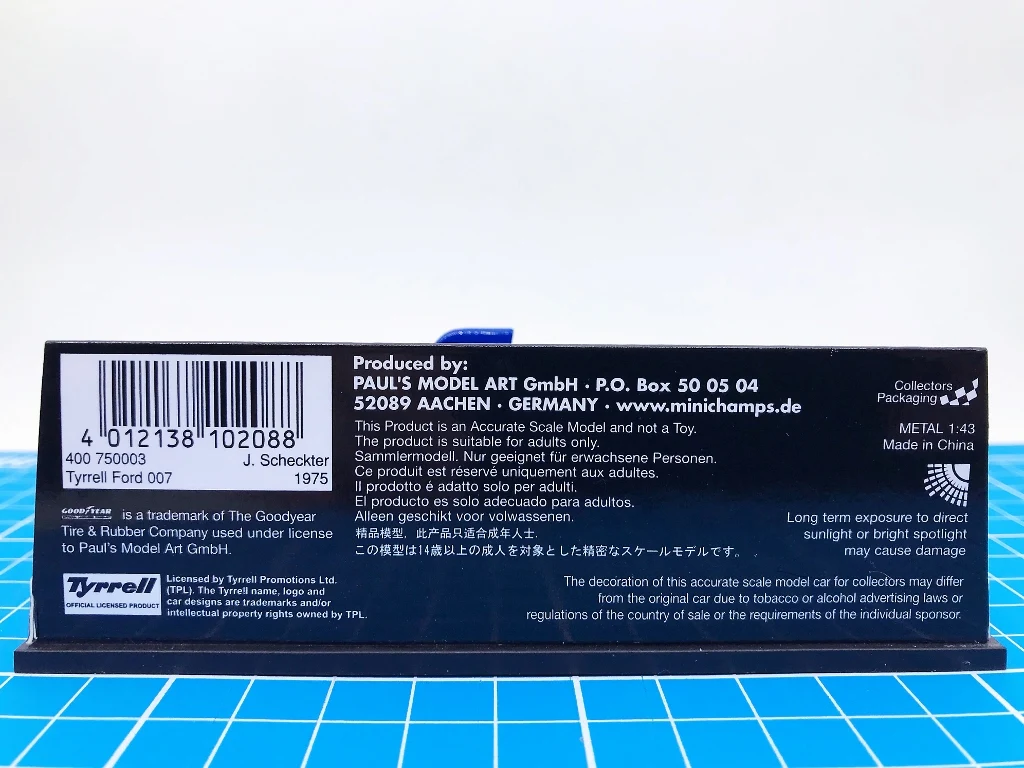 4 012138 102088
400 750003 J. Scheckter
Tyrrell Ford 007 1975
GOODYEAR is a trademark of The Goodyear
Tire & Rubber Company used under license
to Paul's Model Art GmbH.
Tyrrell
OFFICIAL LICENSED PRODUCT
Licensed by Tyrrell Promotions Ltd.
(TPL). The Tyrrell name, logo and
car designs are trademarks and/or
intellectual property rights owned by TPL.
Produced by:
PAUL'S MODEL ART GmbH · P.O. Box 50 05 04
52089 AACHEN · GERMANY · www.minichamps.de
This Product is an Accurate Scale Model and not a Toy.
The product is suitable for adults only.
Sammlermodell. Nur geeignet für erwachsene Personen.
Ce produit est réservé uniquement aux adultes.
Il prodotto é adatto solo per adulti.
El producto es solo adecuado para adultos.
Alleen geschikt voor volwassenen.
精品模型，此产品只适合成年人士.
この模型は14歳以上の成人を対象とした精密なスケールモデルです。
Collectors
Packaging
METAL 1:43
Made in China
Long term exposure to direct
sunlight or bright spotlight
may cause damage
The decoration of this accurate scale model car for collectors may differ
from the original car due to tobacco or alcohol advertising laws or
regulations of the country of sale or the requirements of the individual sponsor.